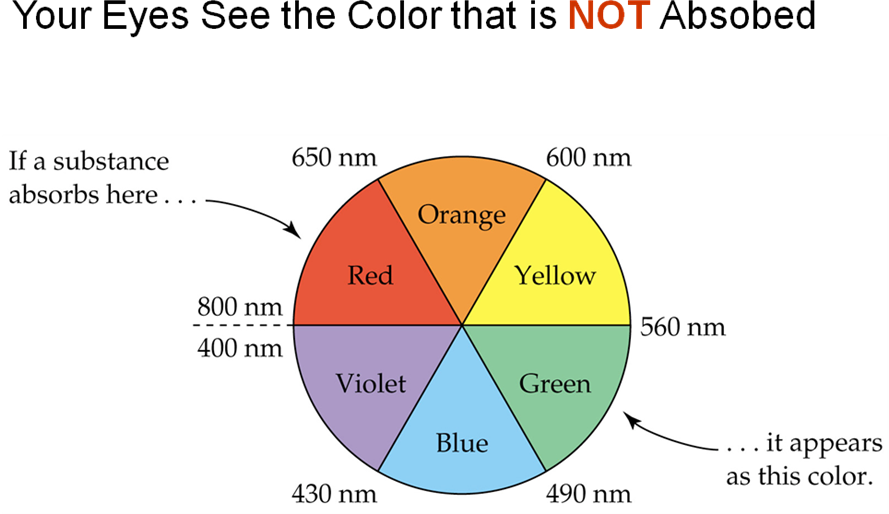 Your Eyes See the Color that is NOT Absobed
If a substance
absorbs here . . .
650 nm
600 nm
Orange
Red
Yellow
800 nm
400 nm
560 nm
Violet
Green
Blue
430 nm
490 nm
. . . it appears
as this color.